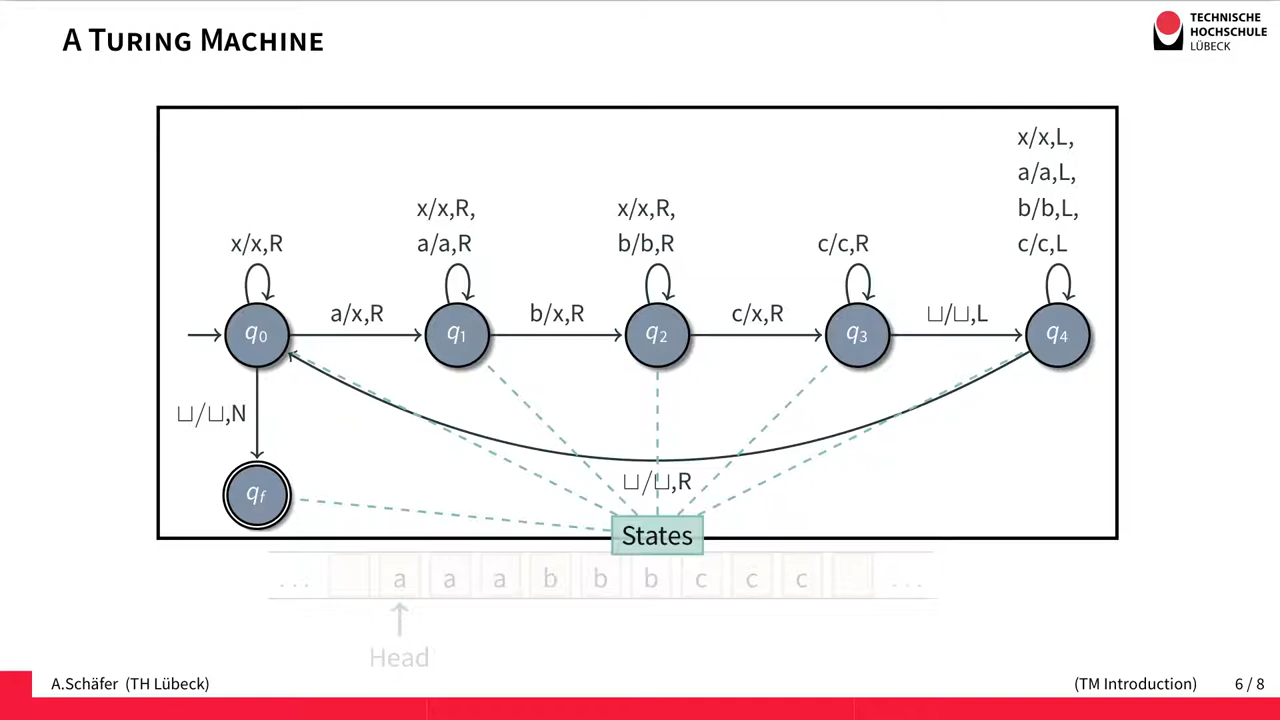 A TURING MACHINE
TECHNISCHE
HOCHSCHULE
LÜBECK
x/x,L,
a/a,L,
b/b,L,
c/c,L
x/x,R,
a/a,R
x/x,R,
b/b,R
x/x,R
c/c,R
a/x,R
b/x,R
c/x,R
⊔/⊔,L
q0
q1
q2
q3
q4
⊔/⊔,N
⊔/⊔,R
qf
States
... a a a b b b c c c ...
Head
A.Schäfer (TH Lübeck)
(TM Introduction)
6 / 8